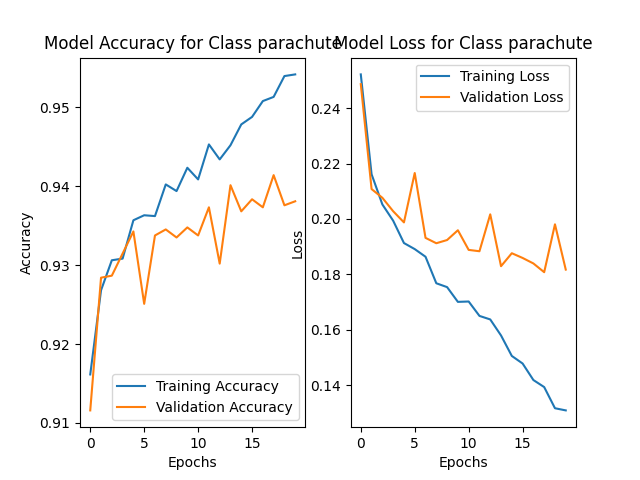 Model Accuracy for Class parachute
Model Loss for Class parachute
0.95
0.94
0.93
0.92
0.91
Accuracy
0
5
10
15
Epochs
Training Accuracy
Validation Accuracy
0.24
0.22
0.20
0.18
0.16
0.14
Loss
0
5
10
15
Epochs
Training Loss
Validation Loss